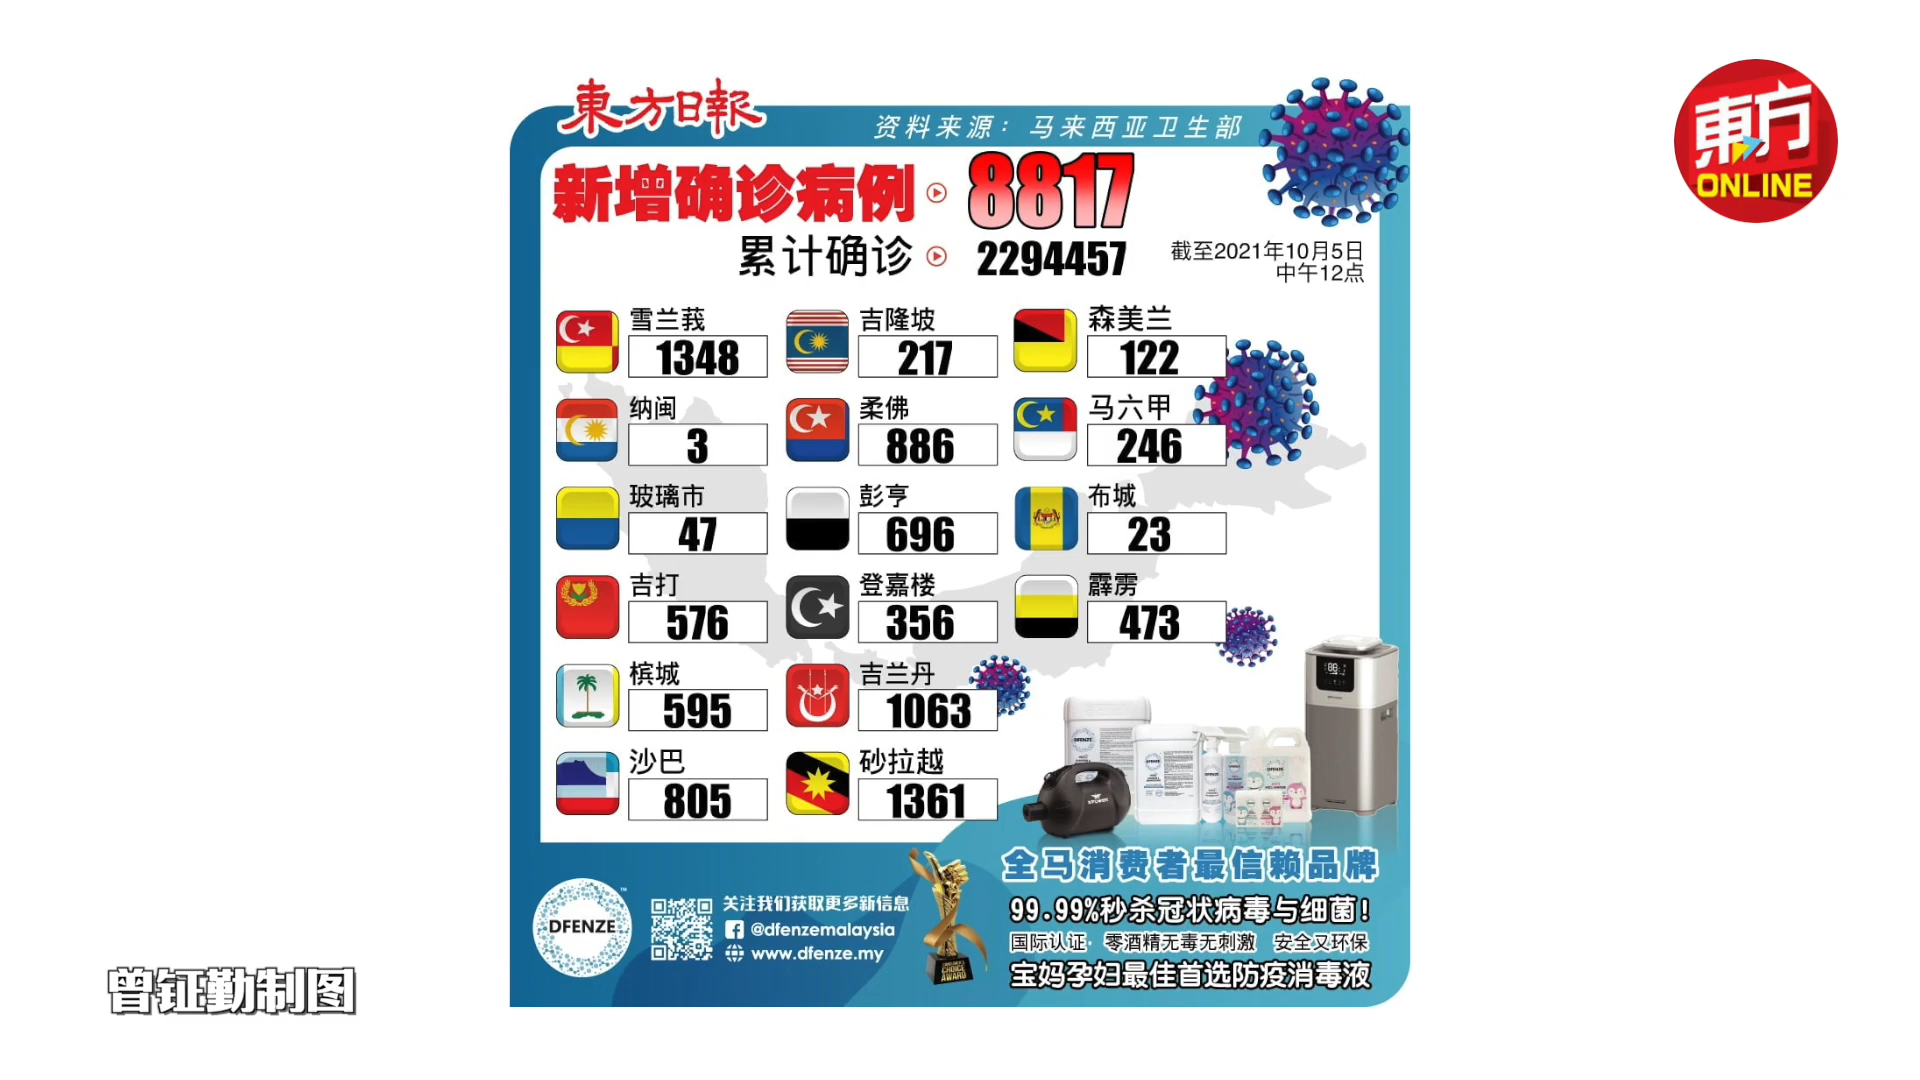 東方日報
资料来源：马来西亚卫生部
東方
ONLINE
新增确诊病例 8817
累计确诊 2294457
截至2021年10月5日
中午12点
雪兰莪
1348
吉隆坡
217
森美兰
122
纳闽
3
柔佛
886
马六甲
246
玻璃市
47
彭亨
696
布城
23
吉打
576
登嘉楼
356
霹雳
473
槟城
595
吉兰丹
1063
沙巴
805
砂拉越
1361
DFENZE
DFENZE
DFENZE
XPOWER
全马消费者最信赖品牌
99.99%秒杀冠状病毒与细菌！
国际认证 零酒精无毒无刺激 安全又环保
宝妈孕妇最佳首选防疫消毒液
DFENZE™
关注我们获取更多新信息
@dfenzemalaysia
www.dfenze.my
CHOICE
AWARD
曾钲勤制图